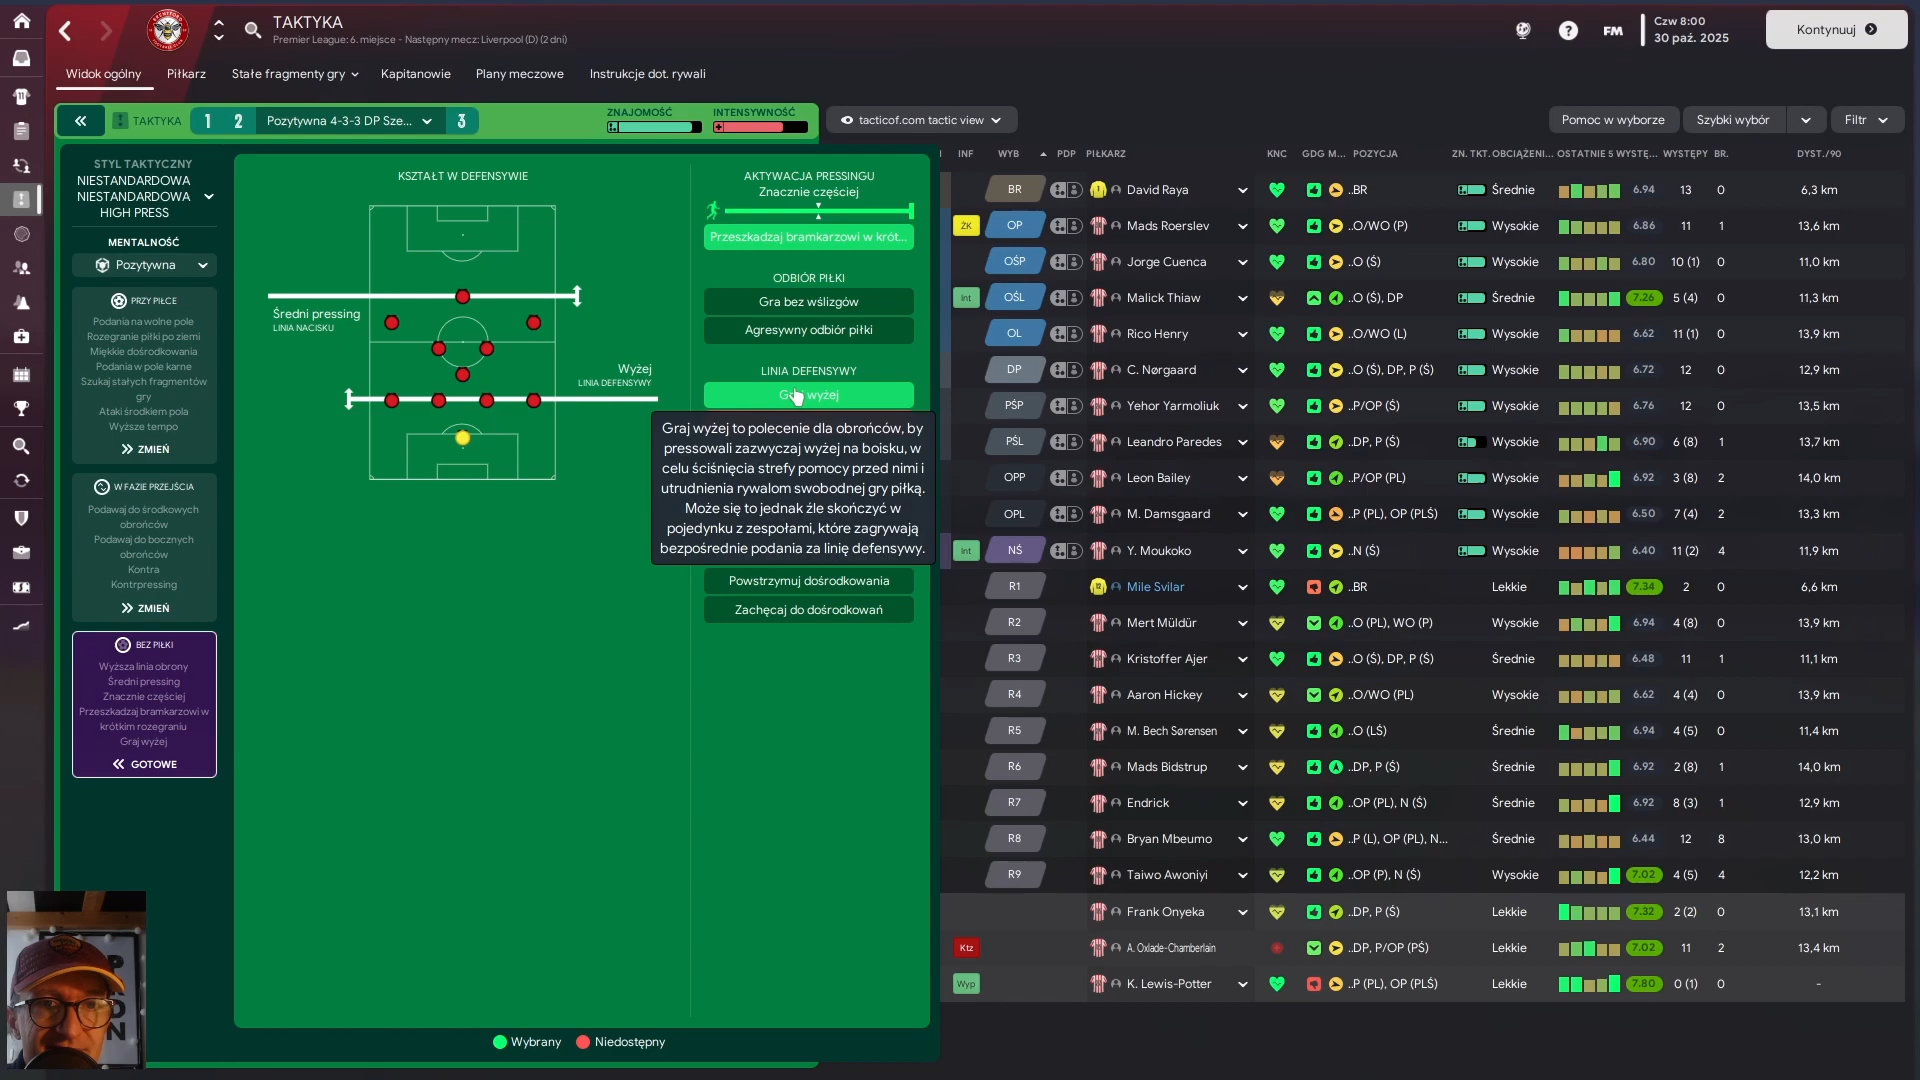 TAKTYKA
Premier League: 6. miejsce - Następny mecz: Liverpool (D) (2 dni)
FM
Czw 8:00
30 paź. 2025
Kontynuuj
Widok ogólny
Piłkarz
Stałe fragmenty gry
Kapitanowie
Plany meczowe
Instrukcje dot. rywali
TAKTYKA
1
2
Pozytywna 4-3-3 DP Sze...
3
ZNAJOMOŚĆ
INTENSYWNOŚĆ
tacticof.com tactic view
Pomoc w wyborze
Szybki wybór
Filtr
STYL TAKTYCZNY
NIESTANDARDOWA
NIESTANDARDOWA
HIGH PRESS
MENTALNOŚĆ
Pozytywna
PRZY PIŁCE
Podania na wolne pole
Rozegranie piłki po ziemi
Miękkie dośrodkowania
Podania w pole karne
Szukaj stałych fragmentów
gry
Ataki środkiem pola
Wyższe tempo
ZMIEŃ
W FAZIE PRZEJŚCIA
Podawaj do środkowych
obrońców
Podawaj do bocznych
obrońców
Kontra
Kontrpressing
ZMIEŃ
BEZ PIŁKI
Wyższa linia obrony
Średni pressing
Znacznie częściej
Przeszkadzaj bramkarzowi w
krótkim rozegraniu
Graj wyżej
GOTOWE
KSZTAŁT W DEFENSYWIE
Średni pressing
LINIA NACISKU
Wyżej
LINIA DEFENSYWY
AKTYWACJA PRESSINGU
Znacznie częściej
Przeszkadzaj bramkarzowi w krót...
ODBIÓR PIŁKI
Gra bez wślizgów
Agresywny odbiór piłki
LINIA DEFENSYWY
Graj wyżej
Graj wyżej to polecenie dla obrońców, by
pressowali zazwyczaj wyżej na boisku, w
celu ściśnięcia strefy pomocy przed nimi i
utrudnienia rywalom swobodnej gry piłką.
Może się to jednak źle skończyć w
pojedynku z zespołami, które zagrywają
bezpośrednie podania za linię defensywy.
Powstrzymuj dośrodkowania
Zachęcaj do dośrodkowań
Wybrany
Niedostępny
INF WYB PDP PIŁKARZ KNC GDG M... POZYCJA ZN. TKT. OBCIĄŻENI... OSTATNIE 5 WYSTĘ... WYSTĘPY BR. DYST./90
BR David Raya ..BR Średnie 6.94 13 0 6,3 km
ŻK OP Mads Roerslev ..O/WO (P) Wysokie 6.86 11 1 13,6 km
OŚP Jorge Cuenca ..O (Ś) Wysokie 6.80 10 (1) 0 11,0 km
Int OŚL Malick Thiaw ..O (Ś), DP Średnie 7.26 5 (4) 0 11,3 km
OL Rico Henry ..O/WO (L) Wysokie 6.62 11 (1) 0 13,9 km
DP C. Nørgaard ..O (Ś), DP, P (Ś) Wysokie 6.72 12 0 12,9 km
PŚP Yehor Yarmoliuk ..P/OP (Ś) Wysokie 6.76 12 0 13,5 km
PŚL Leandro Paredes ..DP, P (Ś) Wysokie 6.90 6 (8) 1 13,7 km
OPP Leon Bailey ..P/OP (PL) Wysokie 6.92 3 (8) 2 14,0 km
OPL M. Damsgaard ..P (PL), OP (PLŚ) Wysokie 6.50 7 (4) 2 13,3 km
Int NŚ Y. Moukoko ..N (Ś) Wysokie 6.40 11 (2) 4 11,9 km
R1 Mile Svilar ..BR Lekkie 7.34 2 0 6,6 km
R2 Mert Müldür ..O (PL), WO (P) Wysokie 6.94 4 (8) 0 13,9 km
R3 Kristoffer Ajer ..O (Ś), DP, P (Ś) Średnie 6.48 11 1 11,1 km
R4 Aaron Hickey ..O/WO (PL) Wysokie 6.62 4 (4) 0 13,9 km
R5 M. Bech Sørensen ..O (LŚ) Średnie 6.94 4 (5) 0 11,4 km
R6 Mads Bidstrup ..DP, P (Ś) Średnie 6.92 2 (8) 1 14,0 km
R7 Endrick ..OP (PL), N (Ś) Średnie 6.92 8 (3) 1 12,9 km
R8 Bryan Mbeumo ..P (L), OP (PL), N... Średnie 6.44 12 8 13,0 km
R9 Taiwo Awoniyi ..OP (P), N (Ś) Wysokie 7.02 4 (5) 4 12,2 km
Frank Onyeka ..DP, P (Ś) Lekkie 7.32 2 (2) 0 13,1 km
Ktz A. Oxlade-Chamberlain ..DP, P/OP (PŚ) Lekkie 7.02 11 2 13,4 km
Wyp K. Lewis-Potter ..P (PL), OP (PLŚ) Lekkie 7.80 0 (1) 0 -